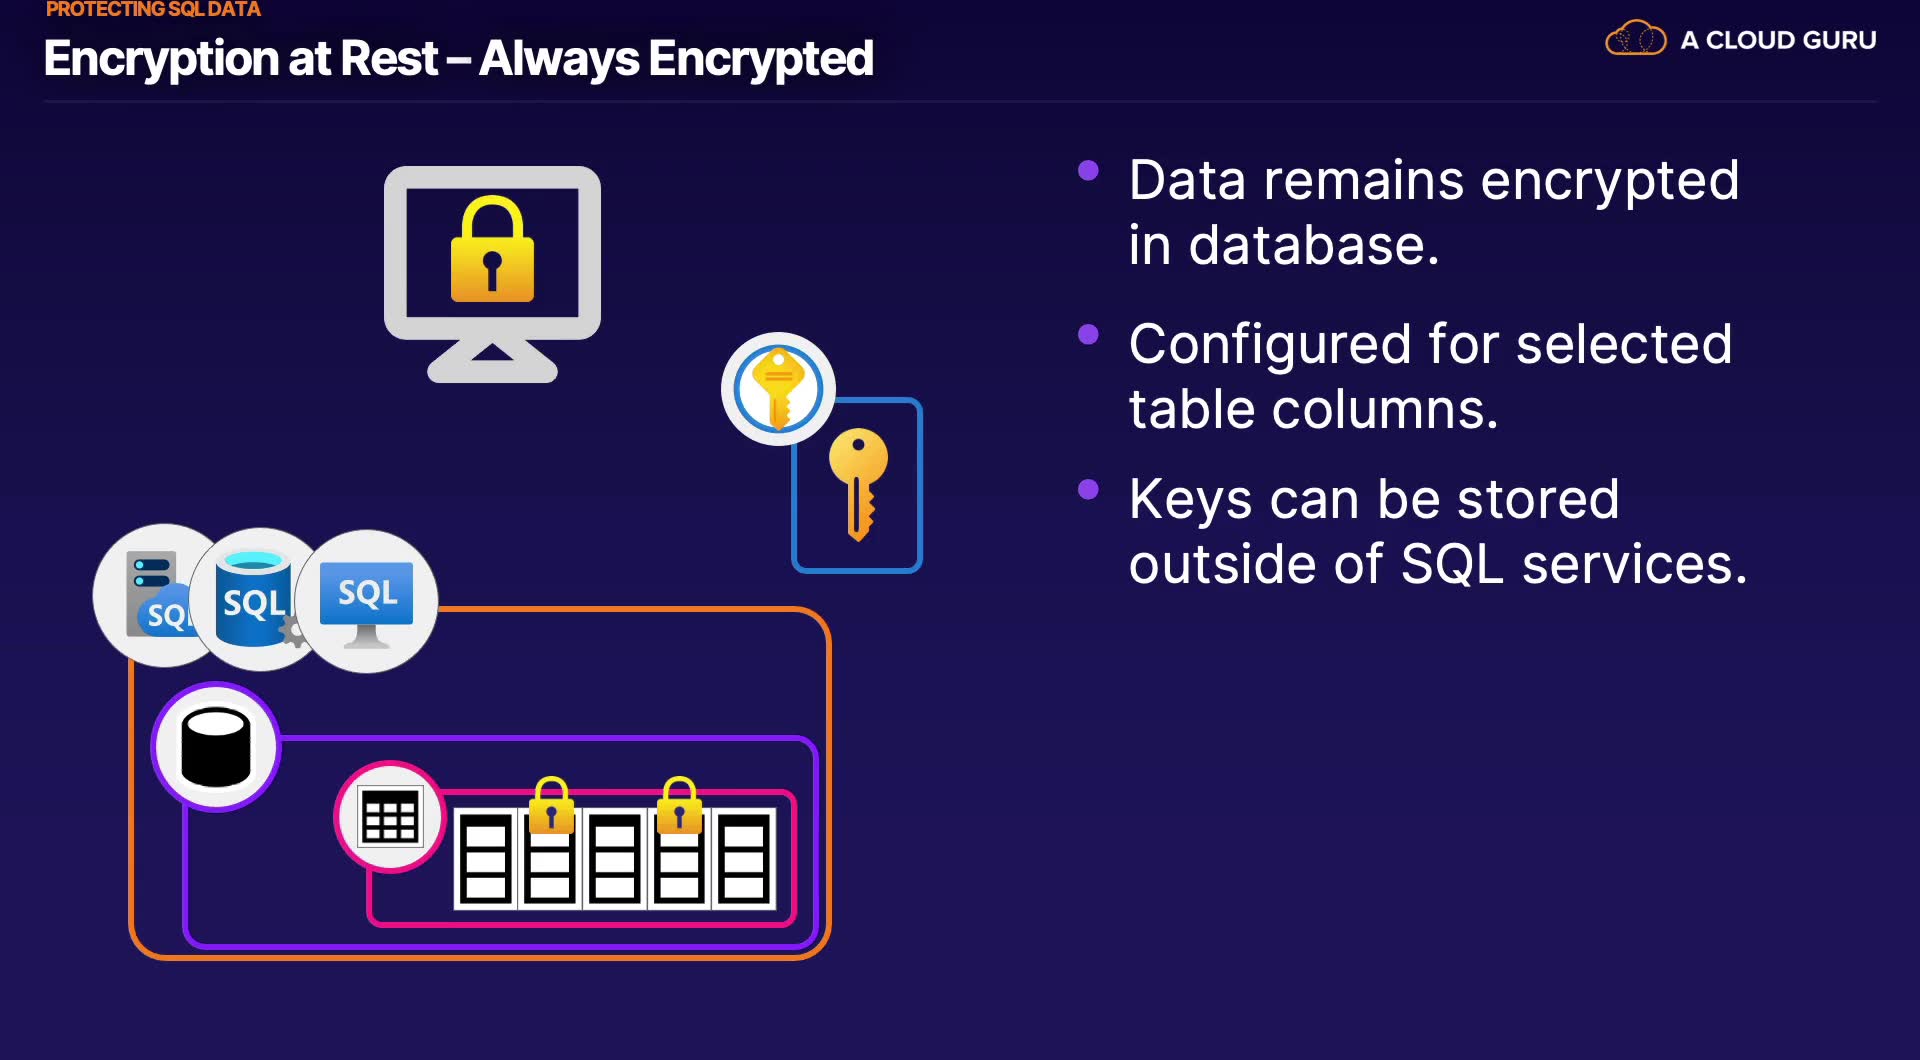 PROTECTING SQL DATA
Encryption at Rest – Always Encrypted
A CLOUD GURU
Data remains encrypted
in database.
Configured for selected
table columns.
Keys can be stored
outside of SQL services.
SQL
SQL
SQL